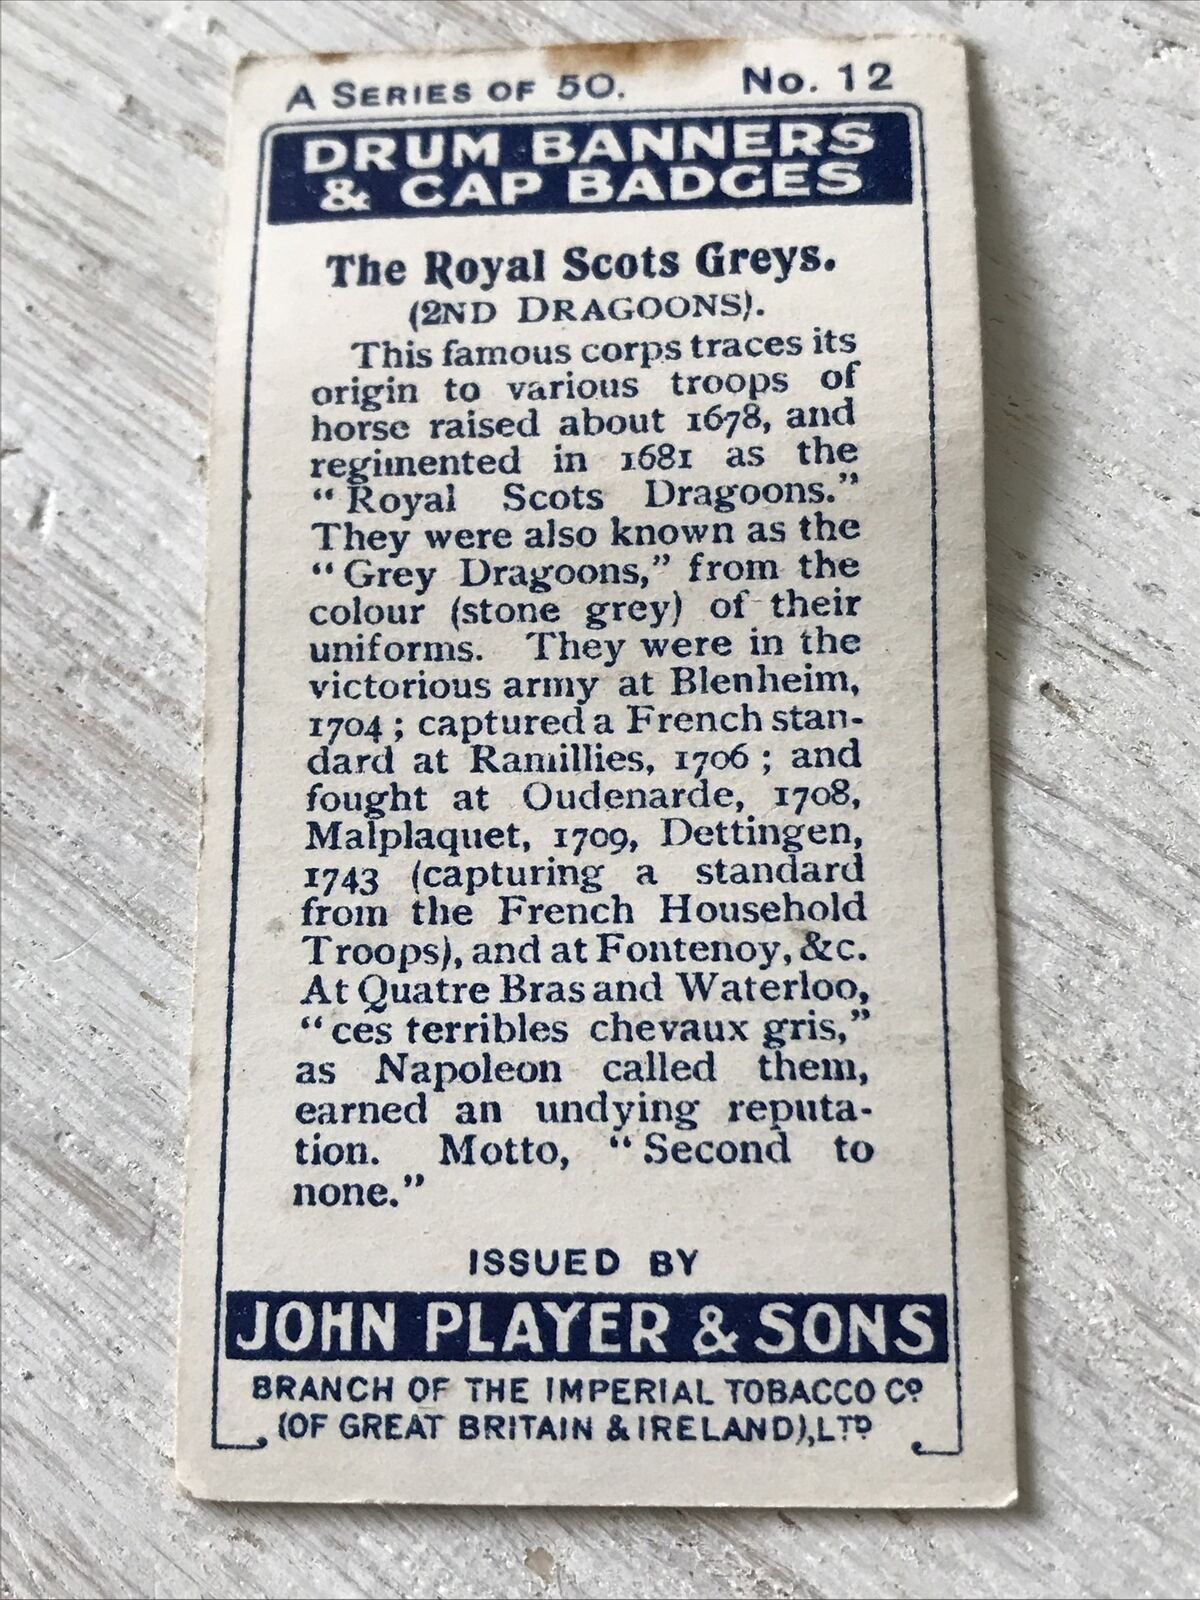 A SERIES OF 50. No. 12
DRUM BANNERS
& CAP BADGES
The Royal Scots Greys.
(2ND DRAGOONS).
This famous corps traces its
origin to various troops of
horse raised about 1678, and
regimented in 1681 as the
“Royal Scots Dragoons.”
They were also known as the
“Grey Dragoons,” from the
colour (stone grey) of their
uniforms. They were in the
victorious army at Blenheim,
1704; captured a French stan-
dard at Ramillies, 1706; and
fought at Oudenarde, 1708,
Malplaquet, 1709, Dettingen,
1743 (capturing a standard
from the French Household
Troops), and at Fontenoy, &c.
At Quatre Bras and Waterloo,
“ces terribles chevaux gris,”
as Napoleon called them,
earned an undying reputa-
tion. Motto, “Second to
none.”
ISSUED BY
JOHN PLAYER & SONS
BRANCH OF THE IMPERIAL TOBACCO Cº
(OF GREAT BRITAIN & IRELAND), LTD